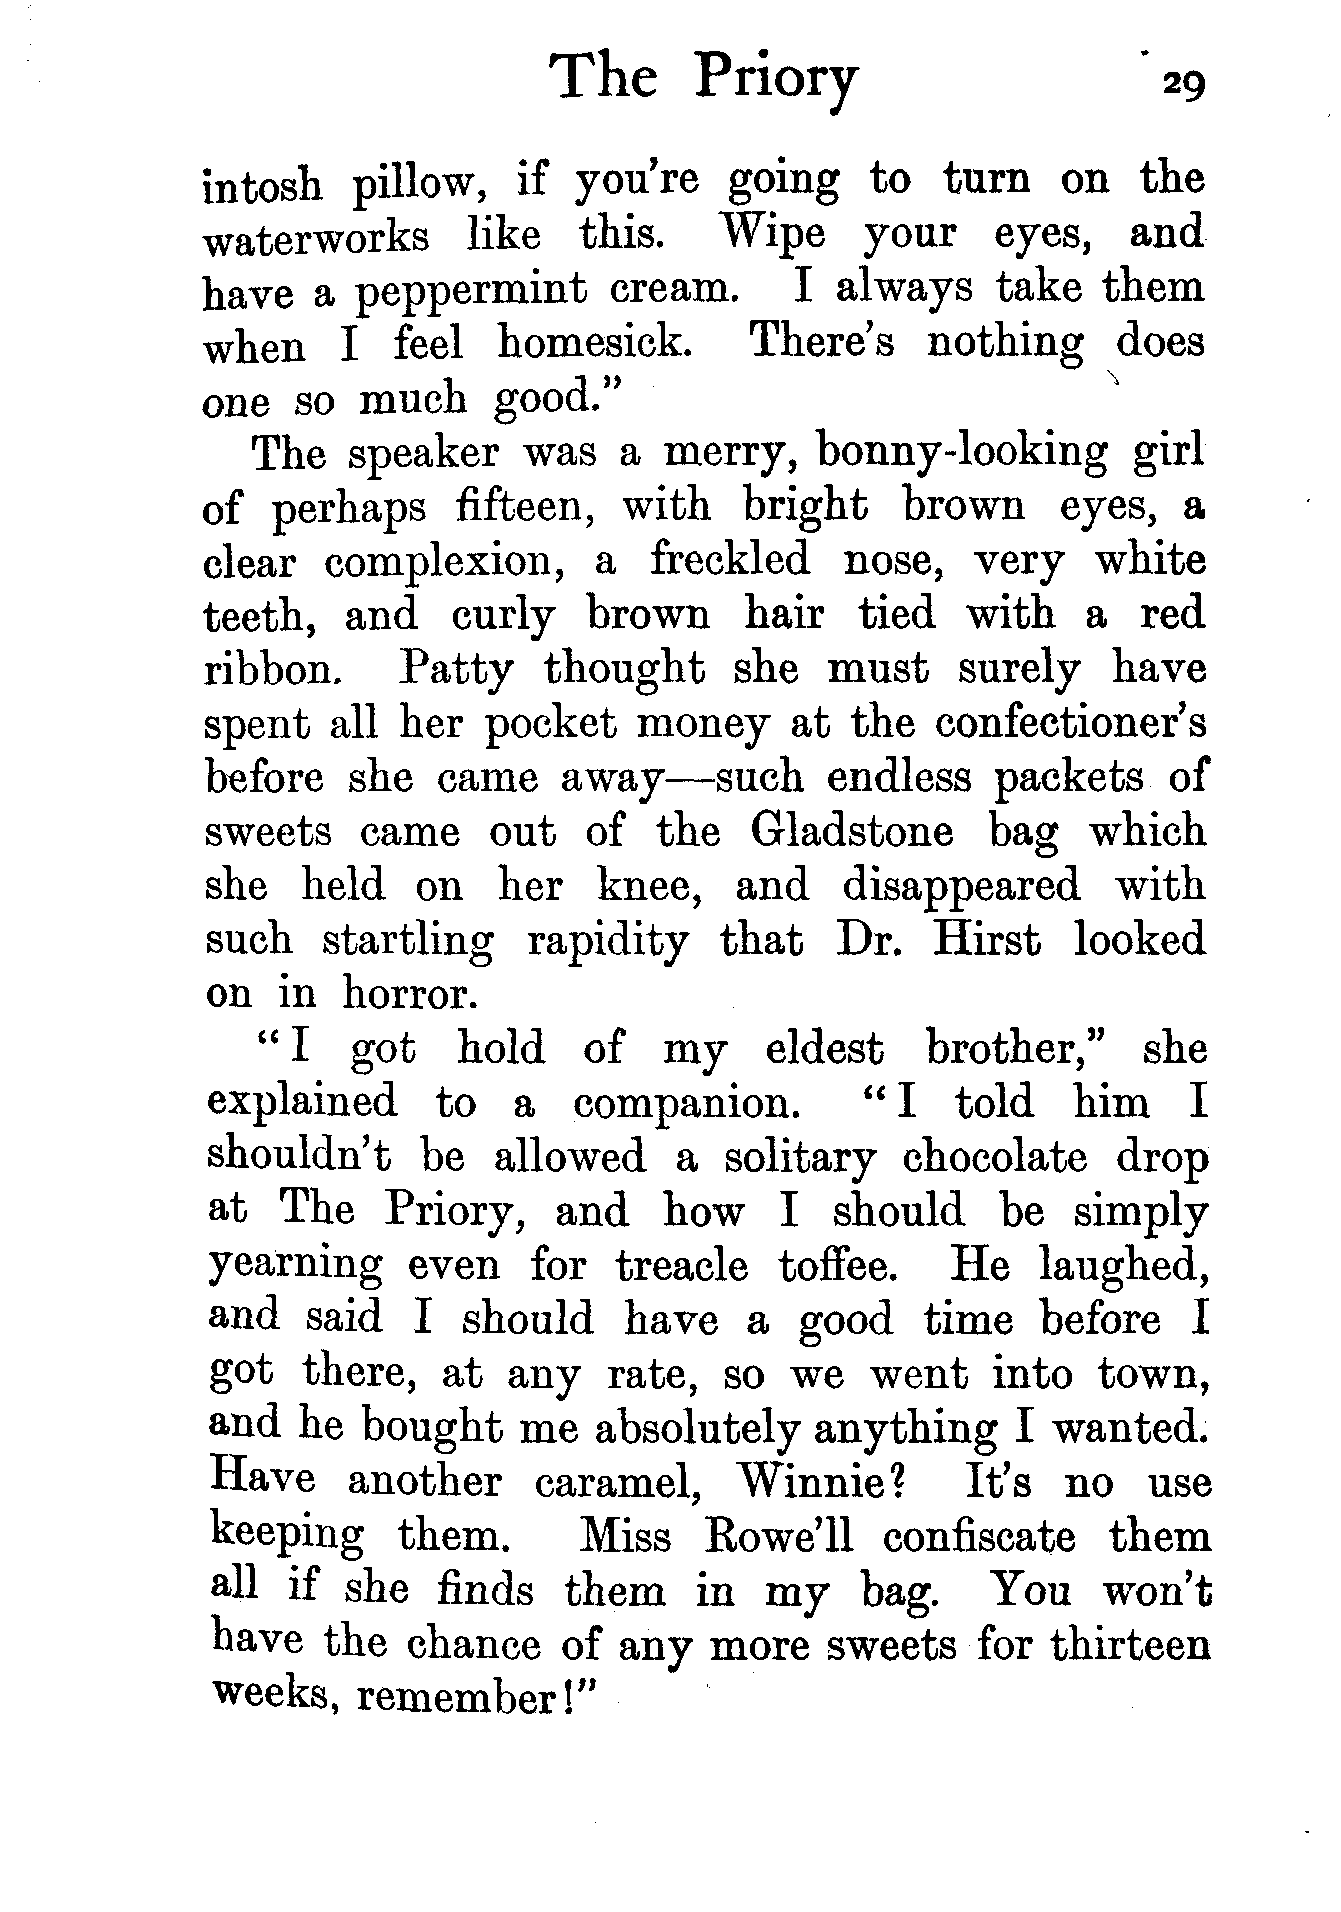 The Priory 29
intosh pillow, if you're going to turn on the
waterworks like this. Wipe your eyes, and
have a peppermint cream. I always take them
when I feel homesick. There's nothing does
one so much good."
The speaker was a merry, bonny-looking girl
of perhaps fifteen, with bright brown eyes, a
clear complexion, a freckled nose, very white
teeth, and curly brown hair tied with a red
ribbon. Patty thought she must surely have
spent all her pocket money at the confectioner's
before she came away—such endless packets of
sweets came out of the Gladstone bag which
she held on her knee, and disappeared with
such startling rapidity that Dr. Hirst looked
on in horror.
"I got hold of my eldest brother," she
explained to a companion. "I told him I
shouldn't be allowed a solitary chocolate drop
at The Priory, and how I should be simply
yearning even for treacle toffee. He laughed,
and said I should have a good time before I
got there, at any rate, so we went into town,
and he bought me absolutely anything I wanted.
Have another caramel, Winnie? It's no use
keeping them. Miss Rowe'll confiscate them
all if she finds them in my bag. You won't
have the chance of any more sweets for thirteen
weeks, remember!"